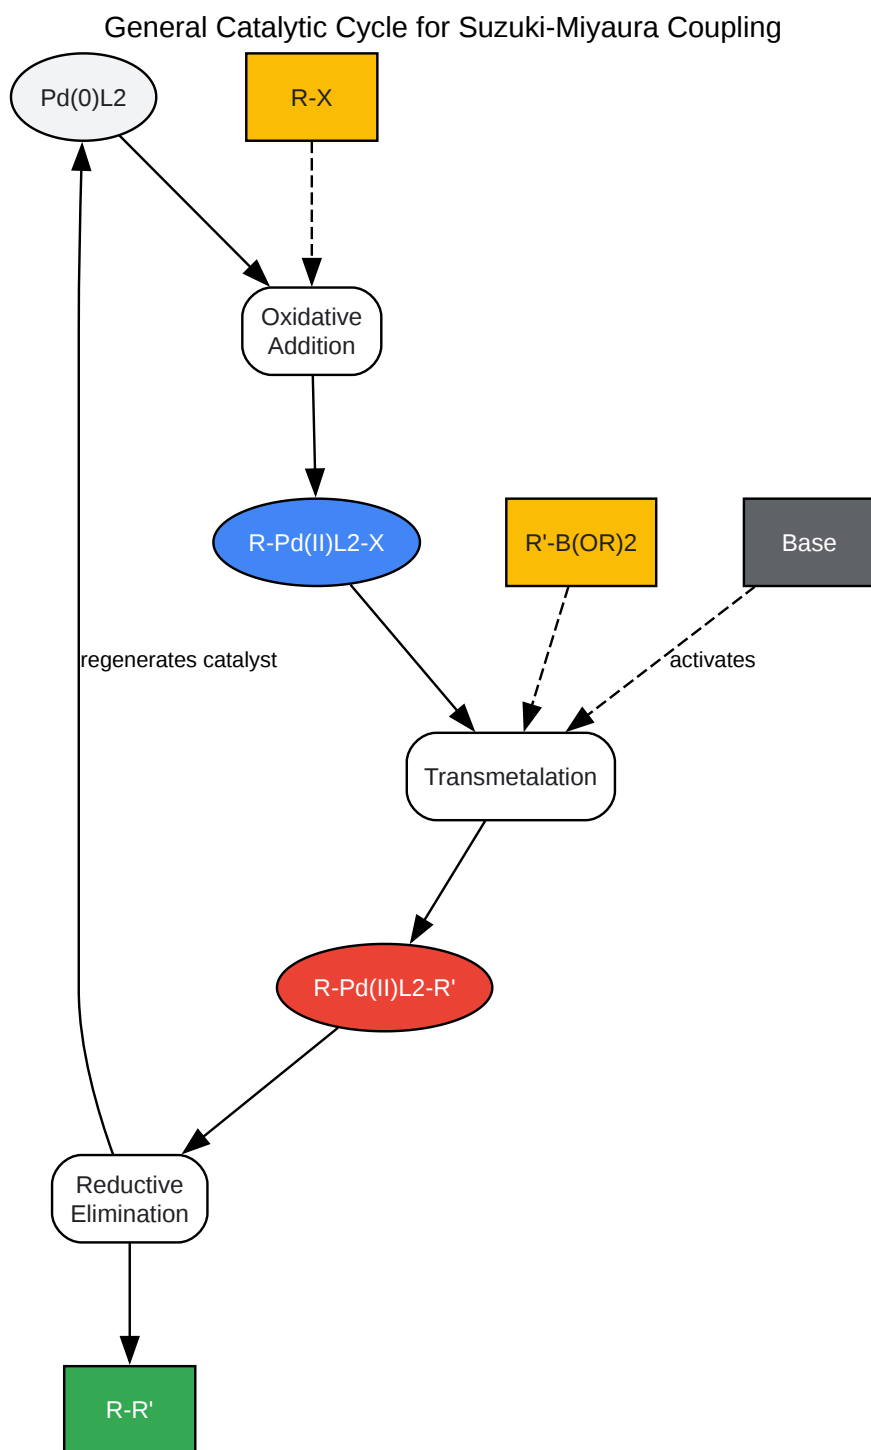 General Catalytic Cycle for Suzuki-Miyaura Coupling
Pd(0)L2
R-X
Oxidative
Addition
R-Pd(II)L2-X
R'-B(OR)2
Base
regenerates catalyst
activates
Transmetalation
R-Pd(II)L2-R'
Reductive
Elimination
R-R'